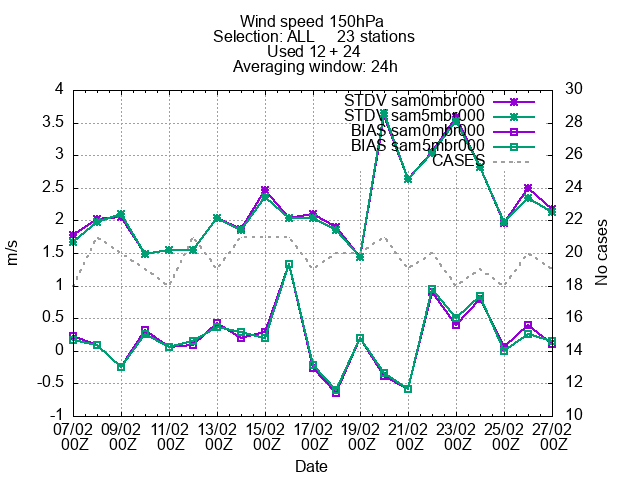 Wind speed 150hPa
Selection: ALL 23 stations
Used 12 + 24
Averaging window: 24h
STDV sam0mbr000
STDV sam5mbr000
BIAS sam0mbr000
BIAS sam5mbr000
CASES
4
3.5
3
2.5
2
1.5
1
0.5
0
-0.5
-1
m/s
30
28
26
24
22
20
18
16
14
12
10
No cases
07/02 09/02 11/02 13/02 15/02 17/02 19/02 21/02 23/02 25/02 27/02
00Z 00Z 00Z 00Z 00Z 00Z 00Z 00Z 00Z 00Z 00Z
Date